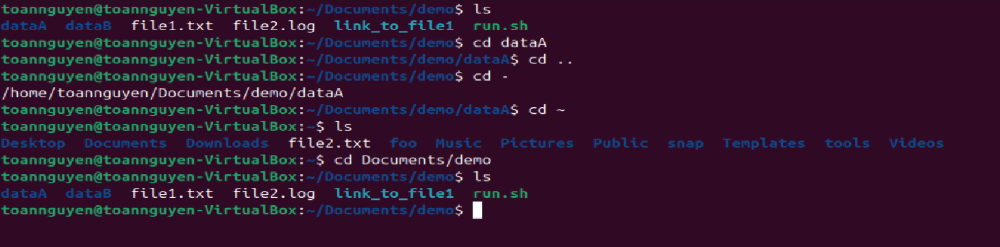 toannguyen@toannguyen-VirtualBox:~/Documents/demo$ ls
dataA  dataB  file1.txt  file2.log  link_to_file1  run.sh
toannguyen@toannguyen-VirtualBox:~/Documents/demo$ cd dataA
toannguyen@toannguyen-VirtualBox:~/Documents/demo/dataA$ cd ..
toannguyen@toannguyen-VirtualBox:~/Documents/demo$ cd -
/home/toannguyen/Documents/demo/dataA
toannguyen@toannguyen-VirtualBox:~/Documents/demo/dataA$ cd ~
toannguyen@toannguyen-VirtualBox:~$ ls
Desktop  Documents  Downloads  file2.txt  foo  Music  Pictures  Public  snap  Templates  tools  Videos
toannguyen@toannguyen-VirtualBox:~$ cd Documents/demo
toannguyen@toannguyen-VirtualBox:~/Documents/demo$ ls
dataA  dataB  file1.txt  file2.log  link_to_file1  run.sh
toannguyen@toannguyen-VirtualBox:~/Documents/demo$